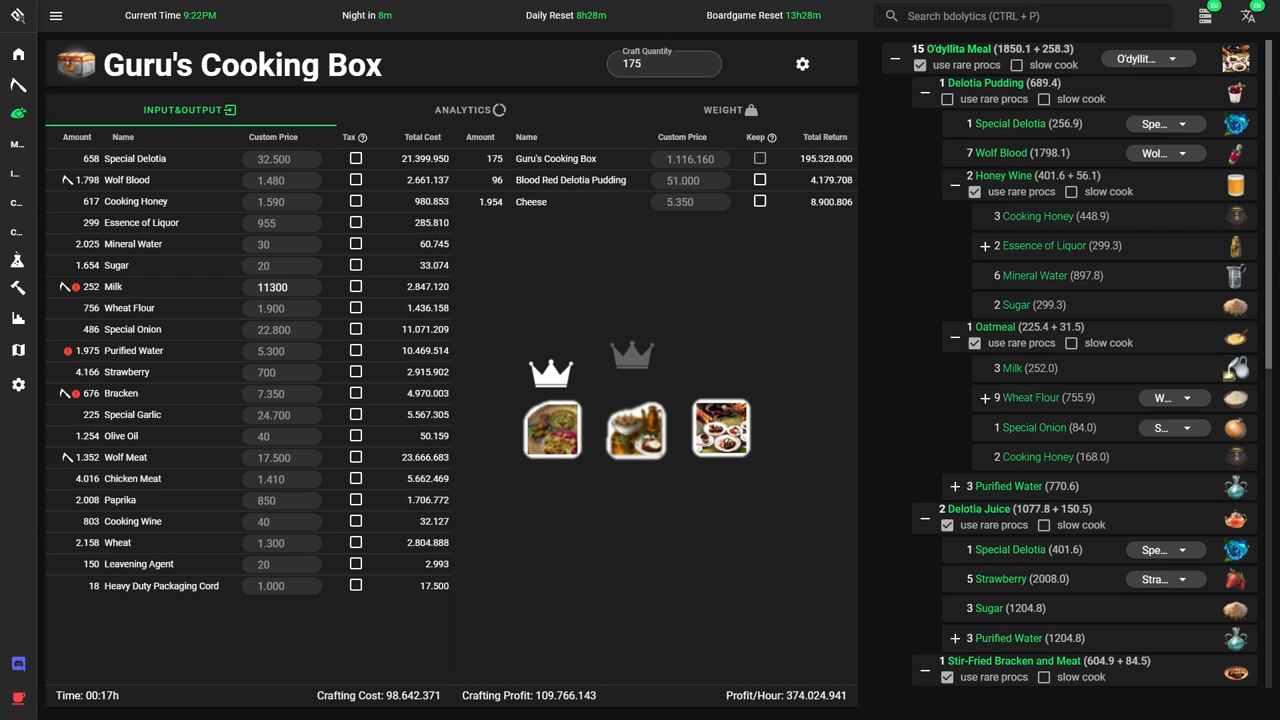 Current Time 9:22PM
Night in 8m
Daily Reset 8h28m
Boardgame Reset 13h28m
Search bdolytics (CTRL + P)
EU
EN
M...
I...
C...
C...
Guru's Cooking Box
Craft Quantity
175
INPUT&OUTPUT
ANALYTICS
WEIGHT
Amount Name Custom Price Tax Total Cost
658 Special Delotia 32.500 21.399.950
1.798 Wolf Blood 1.480 2.661.137
617 Cooking Honey 1.590 980.853
299 Essence of Liquor 955 285.810
2.025 Mineral Water 30 60.745
1.654 Sugar 20 33.074
252 Milk 11300 2.847.120
756 Wheat Flour 1.900 1.436.158
486 Special Onion 22.800 11.071.209
1.975 Purified Water 5.300 10.469.514
4.166 Strawberry 700 2.915.902
676 Bracken 7.350 4.970.003
225 Special Garlic 24.700 5.567.305
1.254 Olive Oil 40 50.159
1.352 Wolf Meat 17.500 23.666.683
4.016 Chicken Meat 1.410 5.662.469
2.008 Paprika 850 1.706.772
803 Cooking Wine 40 32.127
2.158 Wheat 1.300 2.804.888
150 Leavening Agent 20 2.993
18 Heavy Duty Packaging Cord 1.000 17.500
Amount Name Custom Price Keep Total Return
175 Guru's Cooking Box 1.116.160 195.328.000
96 Blood Red Delotia Pudding 51.000 4.179.708
1.954 Cheese 5.350 8.900.806
Time: 00:17h
Crafting Cost: 98.642.371
Crafting Profit: 109.766.143
Profit/Hour: 374.024.941
15 O'dyllita Meal (1850.1 + 258.3)
use rare procs slow cook
O'dyllit...
1 Delotia Pudding (689.4)
use rare procs slow cook
1 Special Delotia (256.9) Spe...
7 Wolf Blood (1798.1) Wol...
2 Honey Wine (401.6 + 56.1)
use rare procs slow cook
3 Cooking Honey (448.9)
2 Essence of Liquor (299.3)
6 Mineral Water (897.8)
2 Sugar (299.3)
1 Oatmeal (225.4 + 31.5)
use rare procs slow cook
3 Milk (252.0)
9 Wheat Flour (755.9) W...
1 Special Onion (84.0) S...
2 Cooking Honey (168.0)
3 Purified Water (770.6)
2 Delotia Juice (1077.8 + 150.5)
use rare procs slow cook
1 Special Delotia (401.6) Spe...
5 Strawberry (2008.0) Stra...
3 Sugar (1204.8)
3 Purified Water (1204.8)
1 Stir-Fried Bracken and Meat (604.9 + 84.5)
use rare procs slow cook